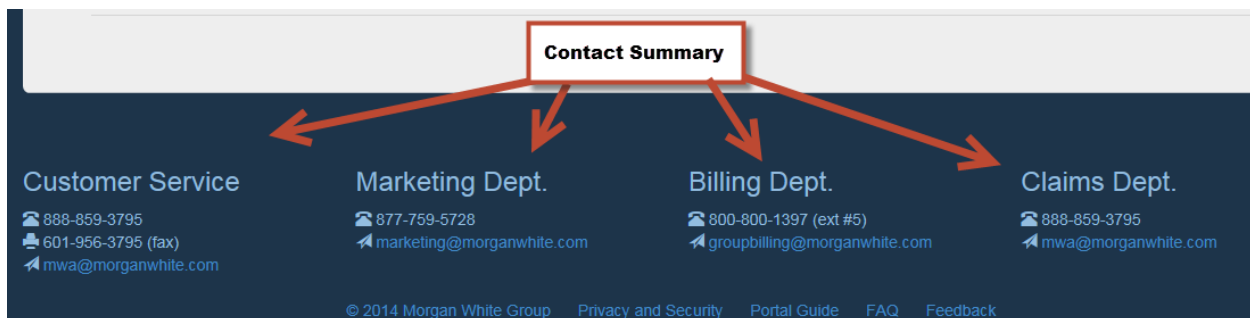 Contact Summary
Customer Service
888-859-3795
601-956-3795 (fax)
mwa@morganwhite.com
Marketing Dept.
877-759-5728
marketing@morganwhite.com
Billing Dept.
800-800-1397 (ext #5)
groupbilling@morganwhite.com
Claims Dept.
888-859-3795
mwa@morganwhite.com
© 2014 Morgan White Group Privacy and Security Portal Guide FAQ Feedback